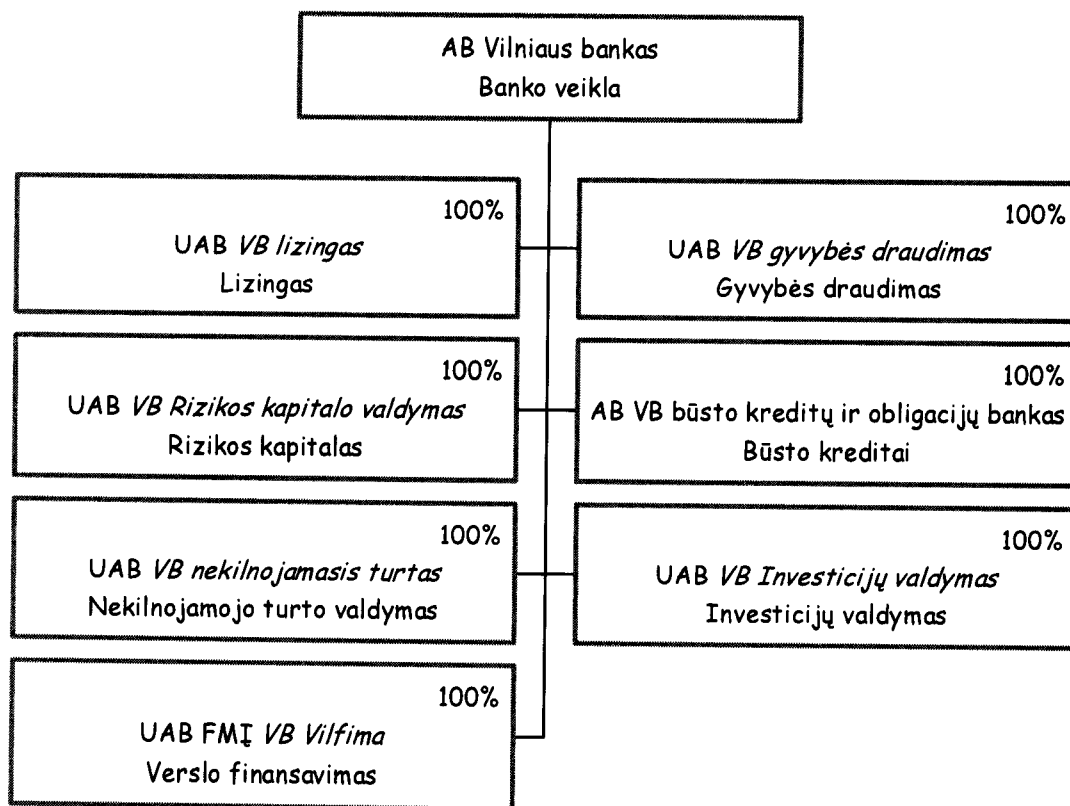 AB Vilniaus bankas
Banko veikla
100%
UAB VB lizingas
Lizingas
100%
UAB VB gyvybės draudimas
Gyvybės draudimas
100%
UAB VB Rizikos kapitalo valdymas
Rizikos kapitalas
100%
AB VB būsto kreditų ir obligacijų bankas
Būsto kreditai
100%
UAB VB nekilnojamasis turtas
Nekilnojamojo turto valdymas
100%
UAB VB Investicijų valdymas
Investicijų valdymas
100%
UAB FMĮ VB Vilfima
Verslo finansavimas